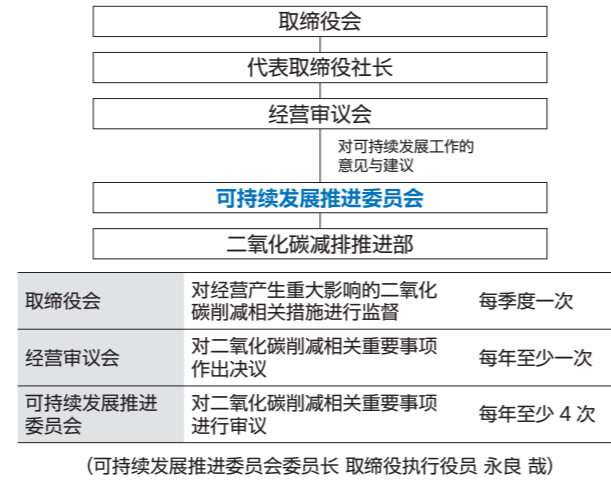 取缔役会
代表取缔役社长
经营审议会
对可持续发展工作的
意见与建议
可持续发展推进委员会
二氧化碳减排推进部
取缔役会
对经营产生重大影响的二氧化
碳削减相关措施进行监督
每季度一次
经营审议会
对二氧化碳削减相关重要事项
作出决议
每年至少一次
可持续发展推进
委员会
对二氧化碳削减相关重要事项
进行审议
每年至少 4 次
(可持续发展推进委员会委员长 取缔役执行役员 永良 哉)